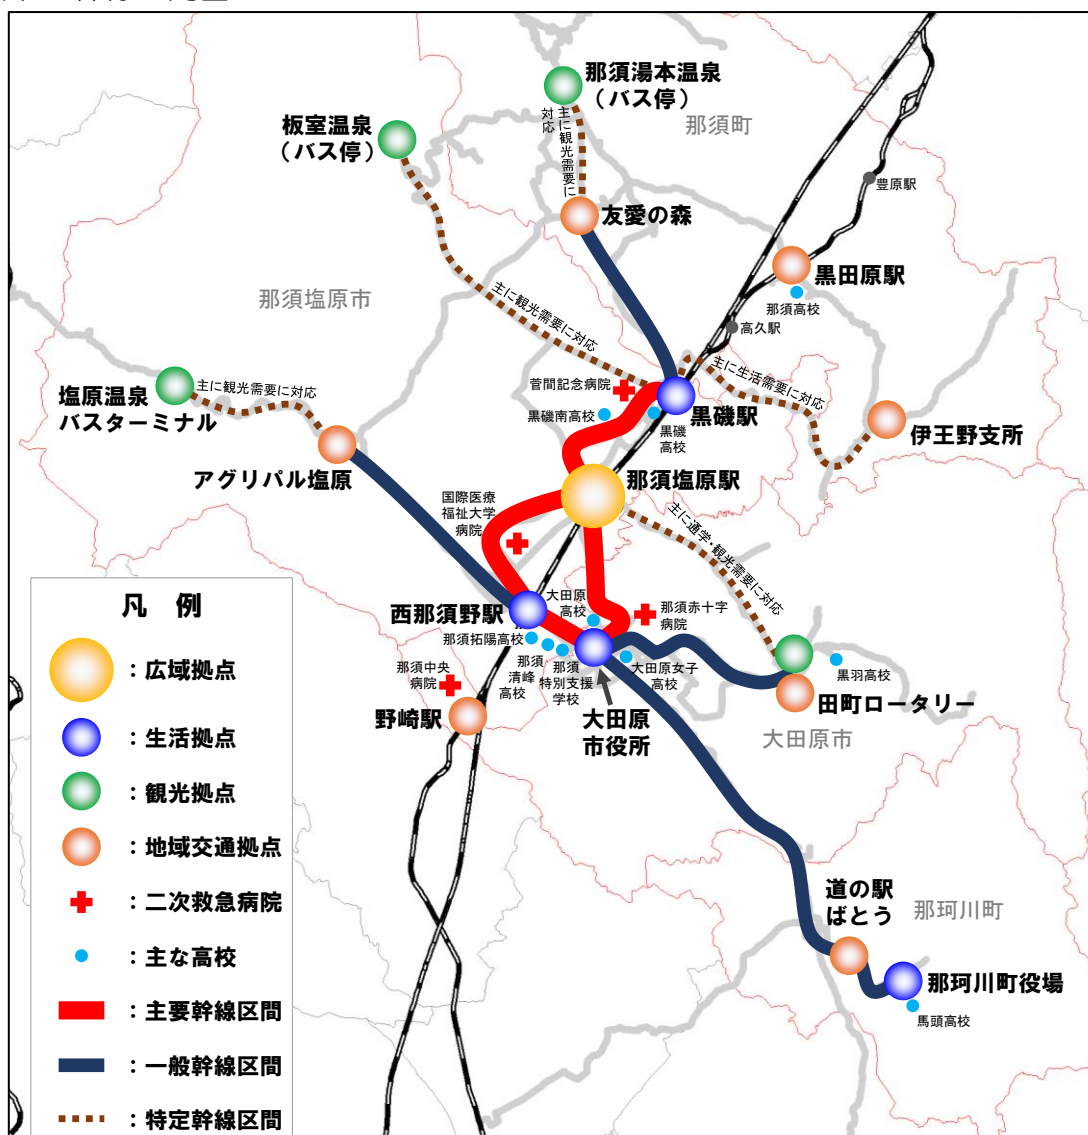 那須湯本温泉
（バス停）
板室温泉
（バス停）
主に観光需要に
対応
那須町
豊原駅
友愛の森
黒田原駅
那須高校
高久駅
那須塩原市
主に観光需要に対応
主に生活需要に対応
塩原温泉
バスターミナル
主に観光需要に対応
菅間記念病院
黒磯南高校
黒磯
高校
黒磯駅
伊王野支所
アグリパル塩原
那須塩原駅
国際医療
福祉大学
病院
主に通学・観光需要に対応
西那須野駅
大田原
高校
那須赤十字
病院
那須拓陽高校
那須
清峰
高校
那須
特別支援
学校
大田原女子
高校
黒羽高校
那須中央
病院
野崎駅
大田原
市役所
田町ロータリー
大田原市
道の駅
ばとう
那珂川町
那珂川町役場
馬頭高校
凡 例
：広域拠点
：生活拠点
：観光拠点
：地域交通拠点
：二次救急病院
：主な高校
：主要幹線区間
：一般幹線区間
：特定幹線区間